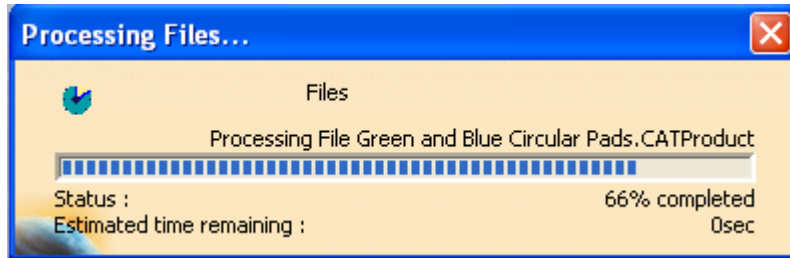 Processing Files...
Files
Processing File Green and Blue Circular Pads.CATProduct
Status : 66% completed
Estimated time remaining : 0sec